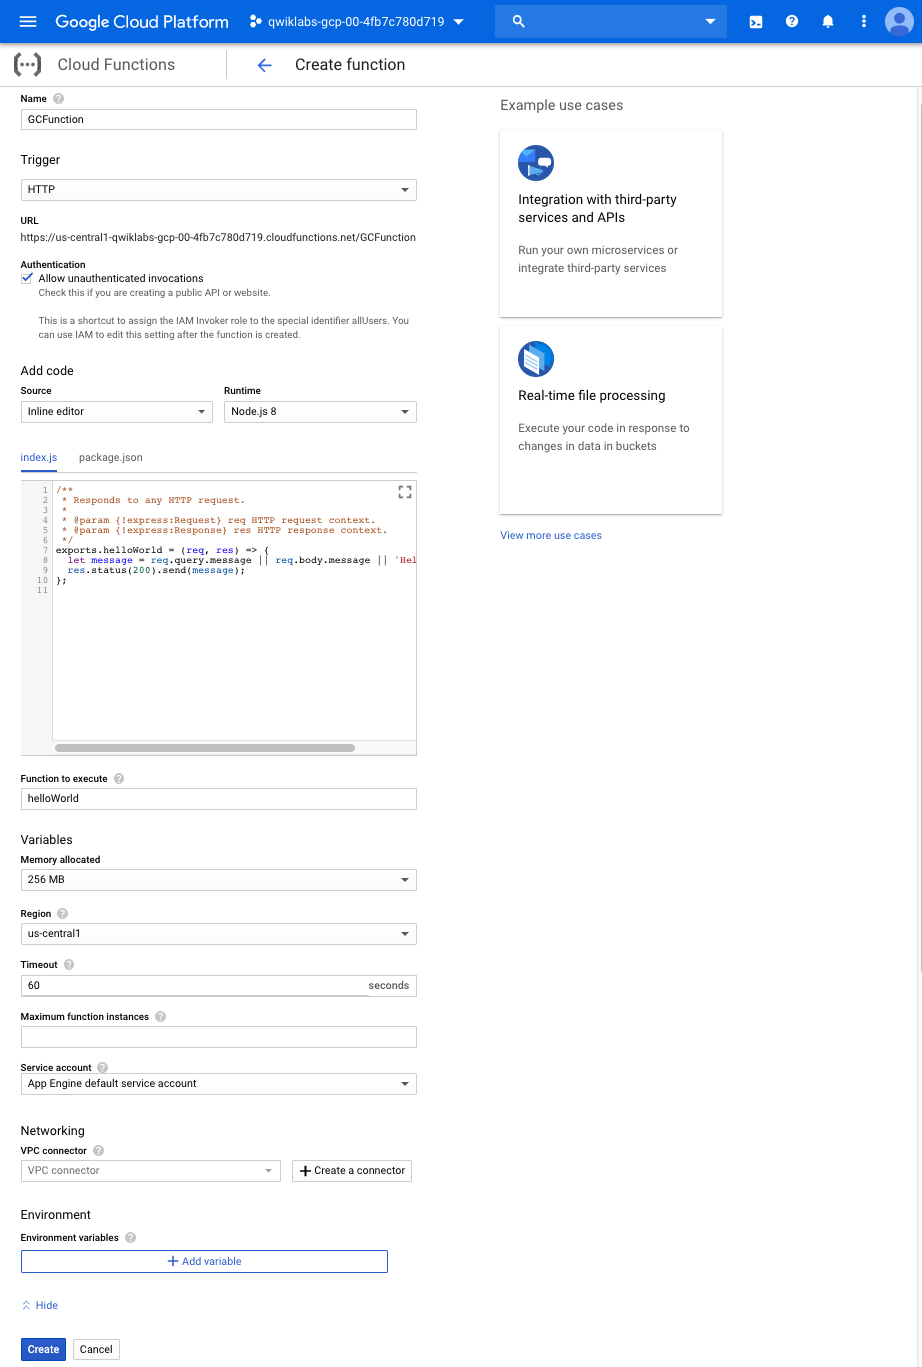 Google Cloud Platform
qwiklabs-gcp-00-4fb7c780d719
Cloud Functions
Create function
Name
GCFunction
Trigger
HTTP
URL
https://us-central1-qwiklabs-gcp-00-4fb7c780d719.cloudfunctions.net/GCFunction
Authentication
Allow unauthenticated invocations
Check this if you are creating a public API or website.
This is a shortcut to assign the IAM Invoker role to the special identifier allUsers. You
can use IAM to edit this setting after the function is created.
Add code
Source Runtime
Inline editor Node.js 8
index.js package.json
1 /**
2 * Responds to any HTTP request.
3 *
4 * @param {!express:Request} req HTTP request context.
5 * @param {!express:Response} res HTTP response context.
6 */
7 exports.helloWorld = (req, res) => {
8 let message = req.query.message || req.body.message || 'Hel
9 res.status(200).send(message);
10 };
11
Function to execute
helloWorld
Variables
Memory allocated
256 MB
Region
us-central1
Timeout
60 seconds
Maximum function instances
Service account
App Engine default service account
Networking
VPC connector
VPC connector + Create a connector
Environment
Environment variables
+ Add variable
Hide
Create Cancel
Example use cases
Integration with third-party
services and APIs
Run your own microservices or
integrate third-party services
Real-time file processing
Execute your code in response to
changes in data in buckets
View more use cases